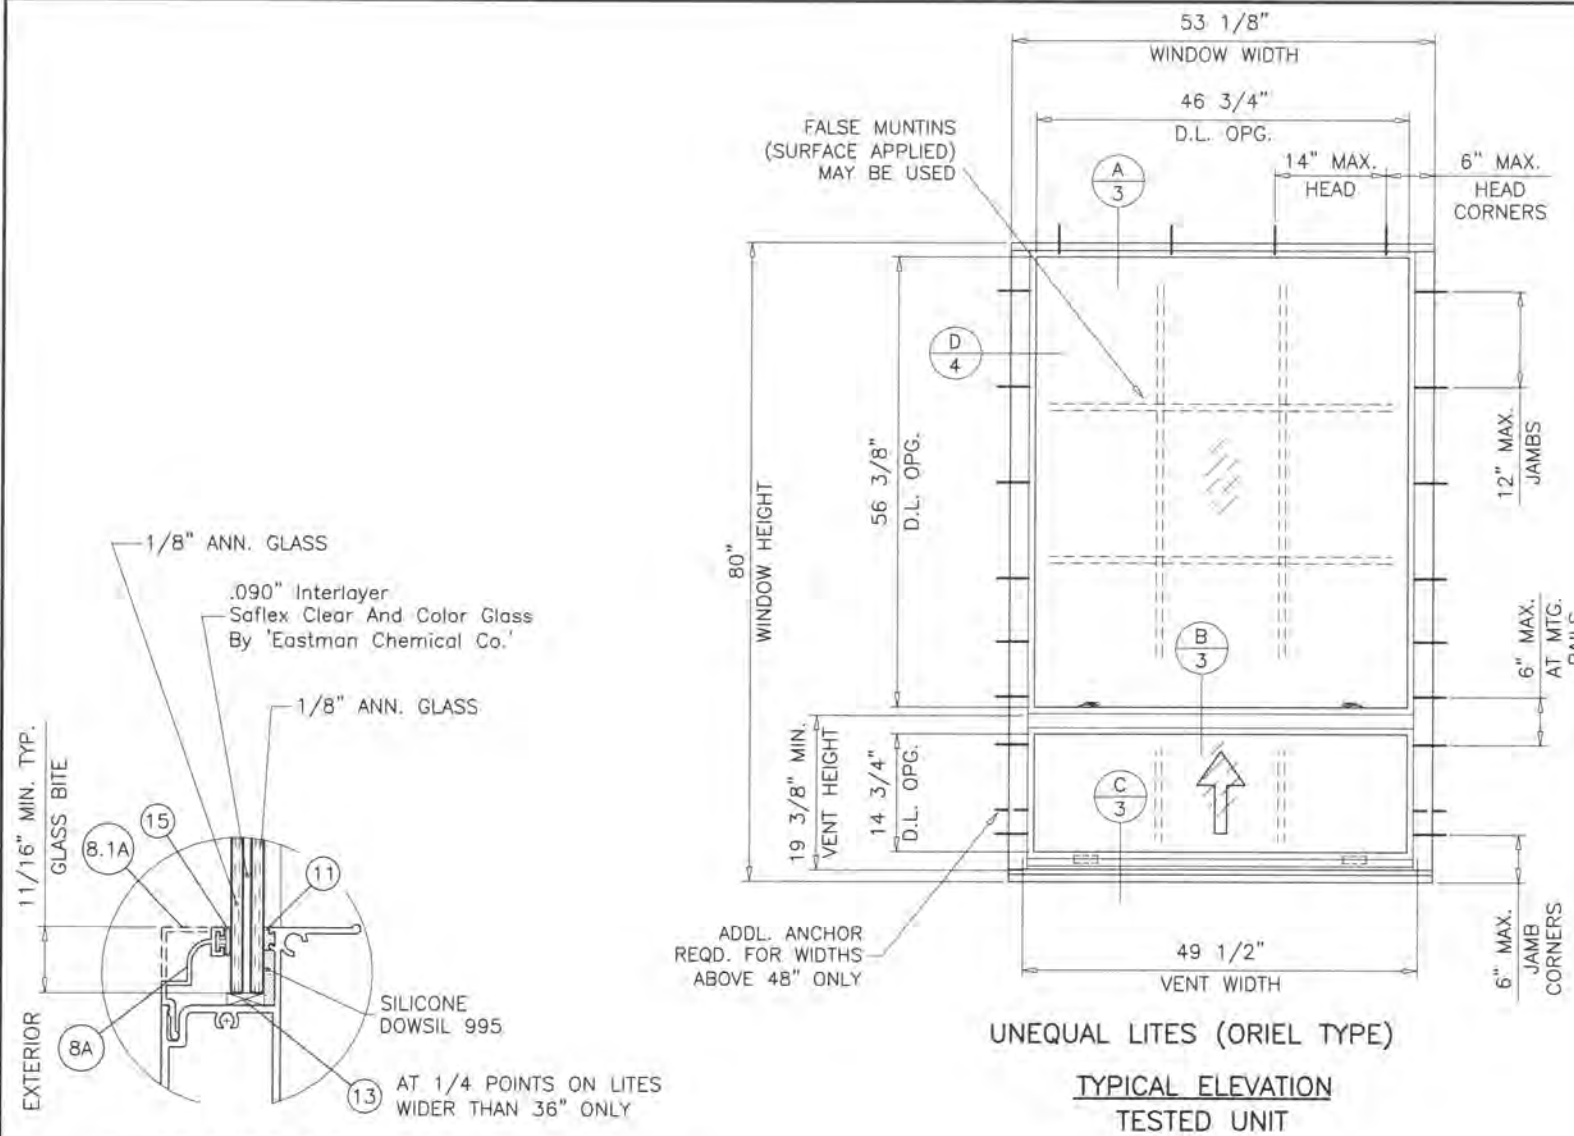 53 1/8"
WINDOW WIDTH
46 3/4"
D.L. OPG.
FALSE MUNTINS
(SURFACE APPLIED)
MAY BE USED
14" MAX.
HEAD
6" MAX.
HEAD
CORNERS
A
3
D
4
12" MAX.
JAMBS
56 3/8"
D.L. OPG.
80"
WINDOW HEIGHT
6" MAX.
AT MTG.
B
3
19 3/8" MIN.
VENT HEIGHT
14 3/4"
D.L. OPG.
C
3
ADDL. ANCHOR
REQD. FOR WIDTHS
ABOVE 48" ONLY
49 1/2"
VENT WIDTH
6" MAX.
JAMB
CORNERS
UNEQUAL LITES (ORIEL TYPE)
TYPICAL ELEVATION
TESTED UNIT
1/8" ANN. GLASS
.090" Interlayer
Saflex Clear And Color Glass
By 'Eastman Chemical Co.'
1/8" ANN. GLASS
11/16" MIN. TYP.
GLASS BITE
15
8.1A
11
SILICONE
DOWSIL 995
8A
EXTERIOR
13
AT 1/4 POINTS ON LITES
WIDER THAN 36" ONLY